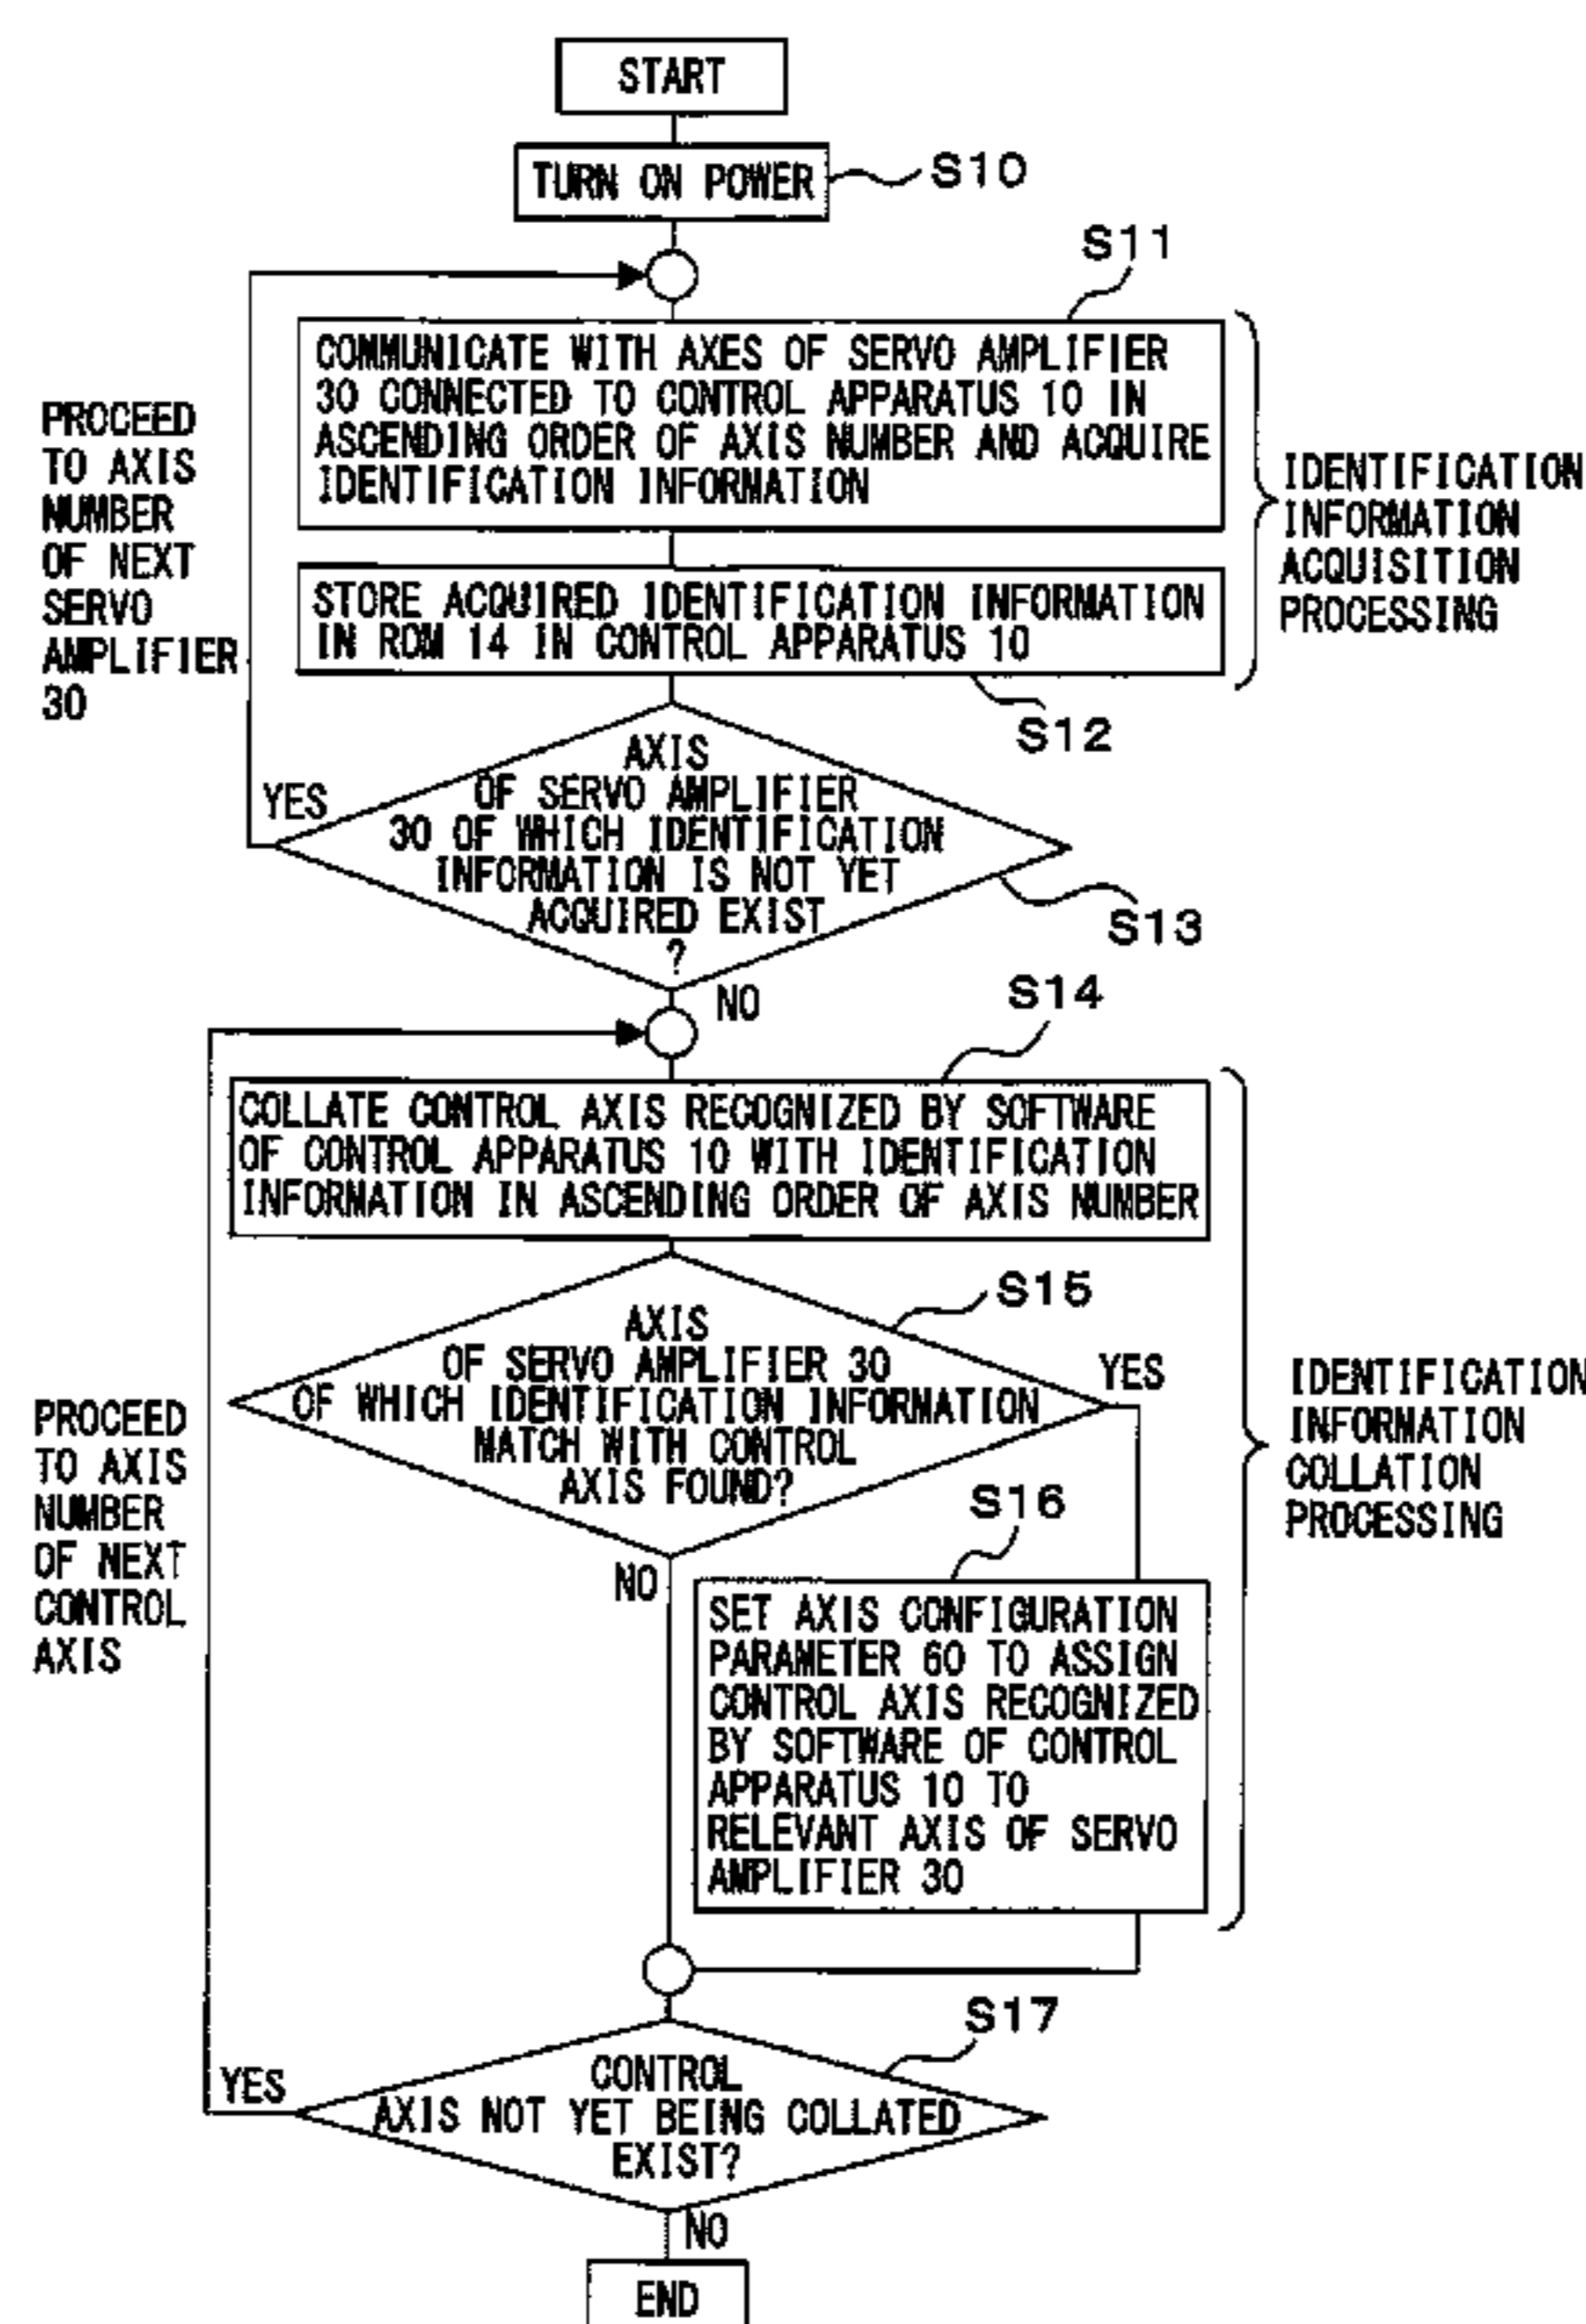 START
TURN ON POWER
S10
S11
COMMUNICATE WITH AXES OF SERVO AMPLIFIER
30 CONNECTED TO CONTROL APPARATUS 10 IN
ASCENDING ORDER OF AXIS NUMBER AND ACQUIRE
IDENTIFICATION INFORMATION
PROCEED
TO AXIS
NUMBER
OF NEXT
SERVO
AMPLIFIER
30
IDENTIFICATION
INFORMATION
ACQUISITION
PROCESSING
STORE ACQUIRED IDENTIFICATION INFORMATION
IN ROM 14 IN CONTROL APPARATUS 10
S12
YES
AXIS
OF SERVO AMPLIFIER
30 OF WHICH IDENTIFICATION
INFORMATION IS NOT YET
ACQUIRED EXIST
?
S13
NO
S14
COLLATE CONTROL AXIS RECOGNIZED BY SOFTWARE
OF CONTROL APPARATUS 10 WITH IDENTIFICATION
INFORMATION IN ASCENDING ORDER OF AXIS NUMBER
S15
AXIS
OF SERVO AMPLIFIER 30
OF WHICH IDENTIFICATION INFORMATION
MATCH WITH CONTROL
AXIS FOUND?
YES
PROCEED
TO AXIS
NUMBER
OF NEXT
CONTROL
AXIS
IDENTIFICATION
INFORMATION
COLLATION
PROCESSING
S16
NO
SET AXIS CONFIGURATION
PARAMETER 60 TO ASSIGN
CONTROL AXIS RECOGNIZED
BY SOFTWARE OF CONTROL
APPARATUS 10 TO
RELEVANT AXIS OF SERVO
AMPLIFIER 30
S17
YES
CONTROL
AXIS NOT YET BEING COLLATED
EXIST?
NO
END